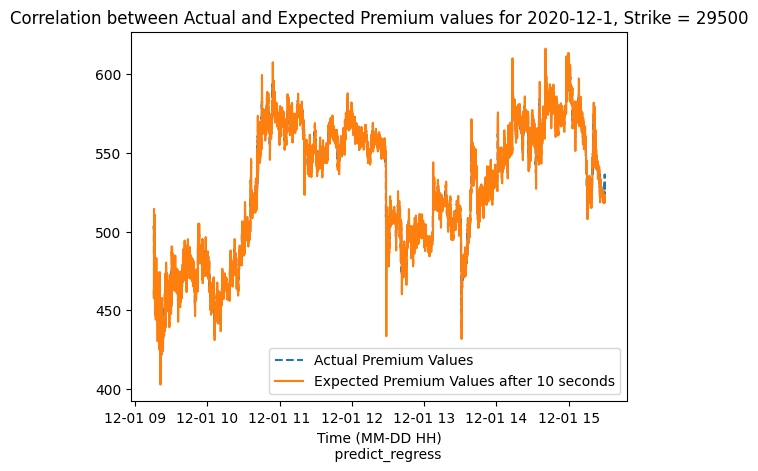 Correlation between Actual and Expected Premium values for 2020-12-1, Strike = 29500
600
550
500
450
400
Actual Premium Values
Expected Premium Values after 10 seconds
12-01 09 12-01 10 12-01 11 12-01 12 12-01 13 12-01 14 12-01 15
Time (MM-DD HH)
predict_regress